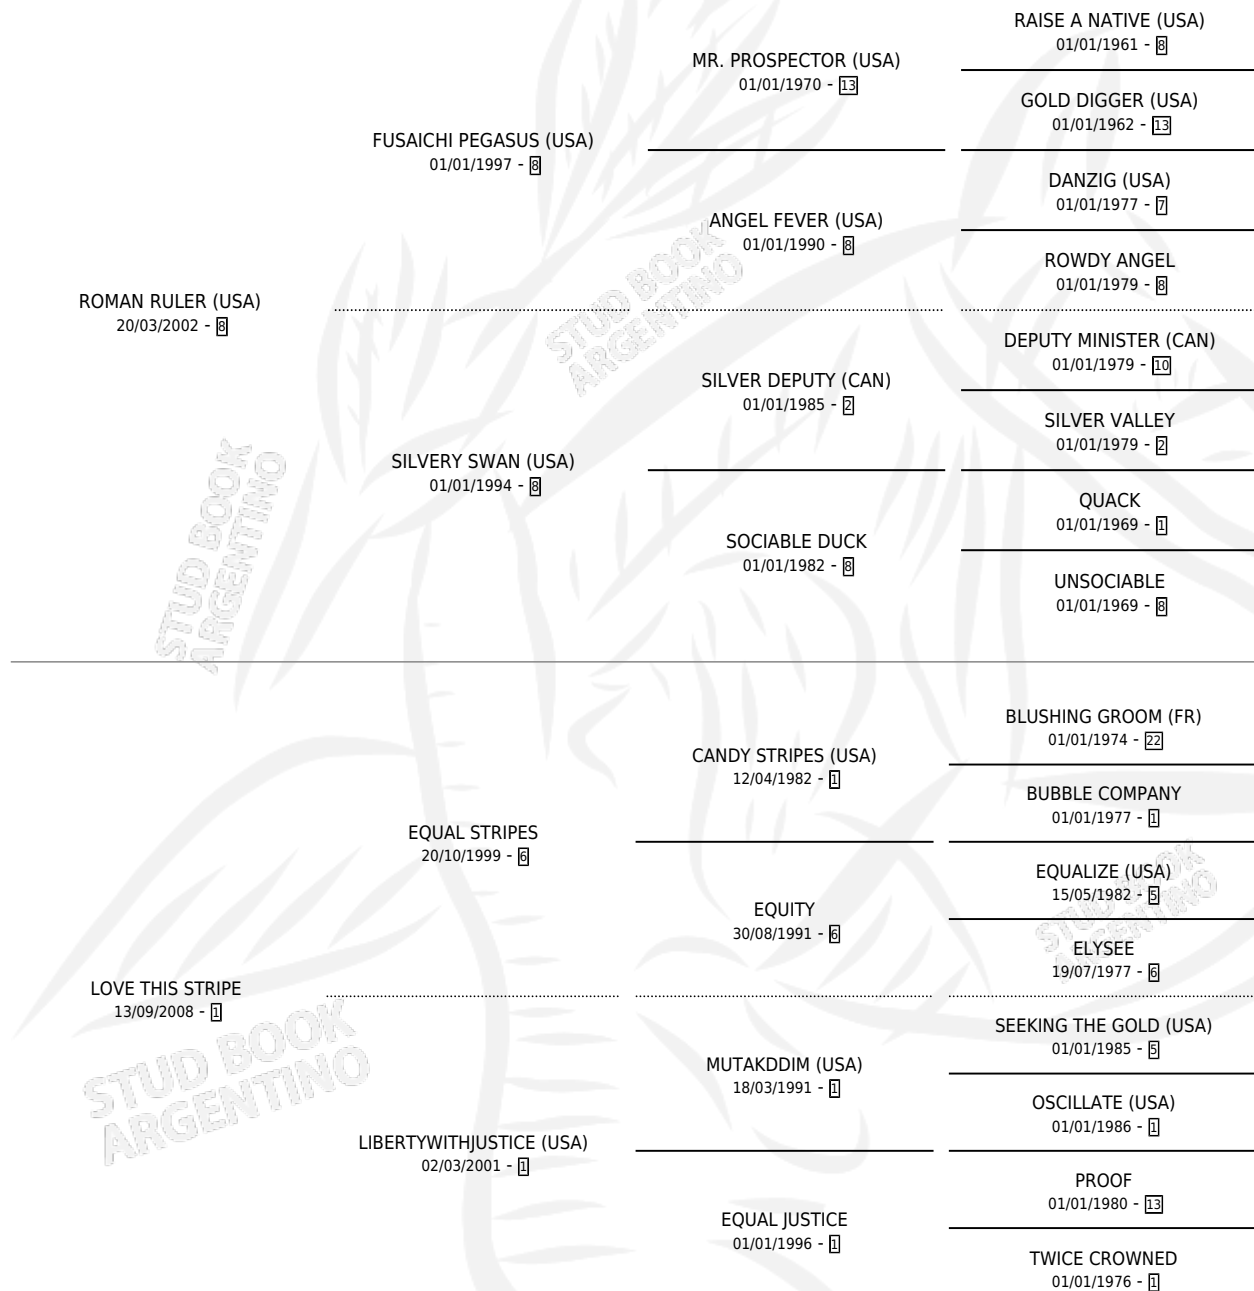 RAISE A NATIVE (USA)
01/01/1961 - 8
MR. PROSPECTOR (USA)
01/01/1970 - 13
GOLD DIGGER (USA)
01/01/1962 - 13
FUSAICHI PEGASUS (USA)
01/01/1997 - 8
DANZIG (USA)
01/01/1977 - 7
ANGEL FEVER (USA)
01/01/1990 - 8
ROWDY ANGEL
01/01/1979 - 8
ROMAN RULER (USA)
20/03/2002 - 8
DEPUTY MINISTER (CAN)
01/01/1979 - 10
SILVER DEPUTY (CAN)
01/01/1985 - 2
SILVER VALLEY
01/01/1979 - 2
SILVERY SWAN (USA)
01/01/1994 - 8
QUACK
01/01/1969 - 1
SOCIABLE DUCK
01/01/1982 - 8
UNSOCIABLE
01/01/1969 - 8
BLUSHING GROOM (FR)
01/01/1974 - 22
CANDY STRIPES (USA)
12/04/1982 - 1
BUBBLE COMPANY
01/01/1977 - 1
EQUAL STRIPES
20/10/1999 - 6
EQUALIZE (USA)
15/05/1982 - 5
EQUITY
30/08/1991 - 6
ELYSEE
19/07/1977 - 6
LOVE THIS STRIPE
13/09/2008 - 1
SEEKING THE GOLD (USA)
01/01/1985 - 5
MUTAKDDIM (USA)
18/03/1991 - 1
OSCILLATE (USA)
01/01/1986 - 1
LIBERTYWITHJUSTICE (USA)
02/03/2001 - 1
PROOF
01/01/1980 - 13
EQUAL JUSTICE
01/01/1996 - 1
TWICE CROWNED
01/01/1976 - 1
STUD BOOK
ARGENTINO
STUD BOOK
ARGENTINO
STUD BOOK
ARGENTINO
STUD BOOK
ARGENTINO